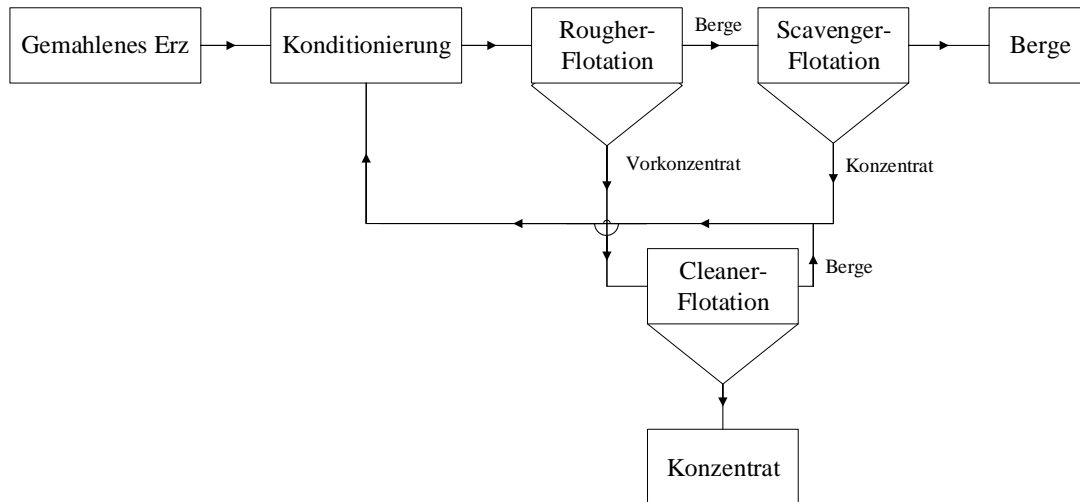 Gemahlenes Erz
Konditionierung
Rougher-
Flotation
Berge
Scavenger-
Flotation
Berge
Vorkonzentrat
Konzentrat
Cleaner-
Flotation
Berge
Konzentrat